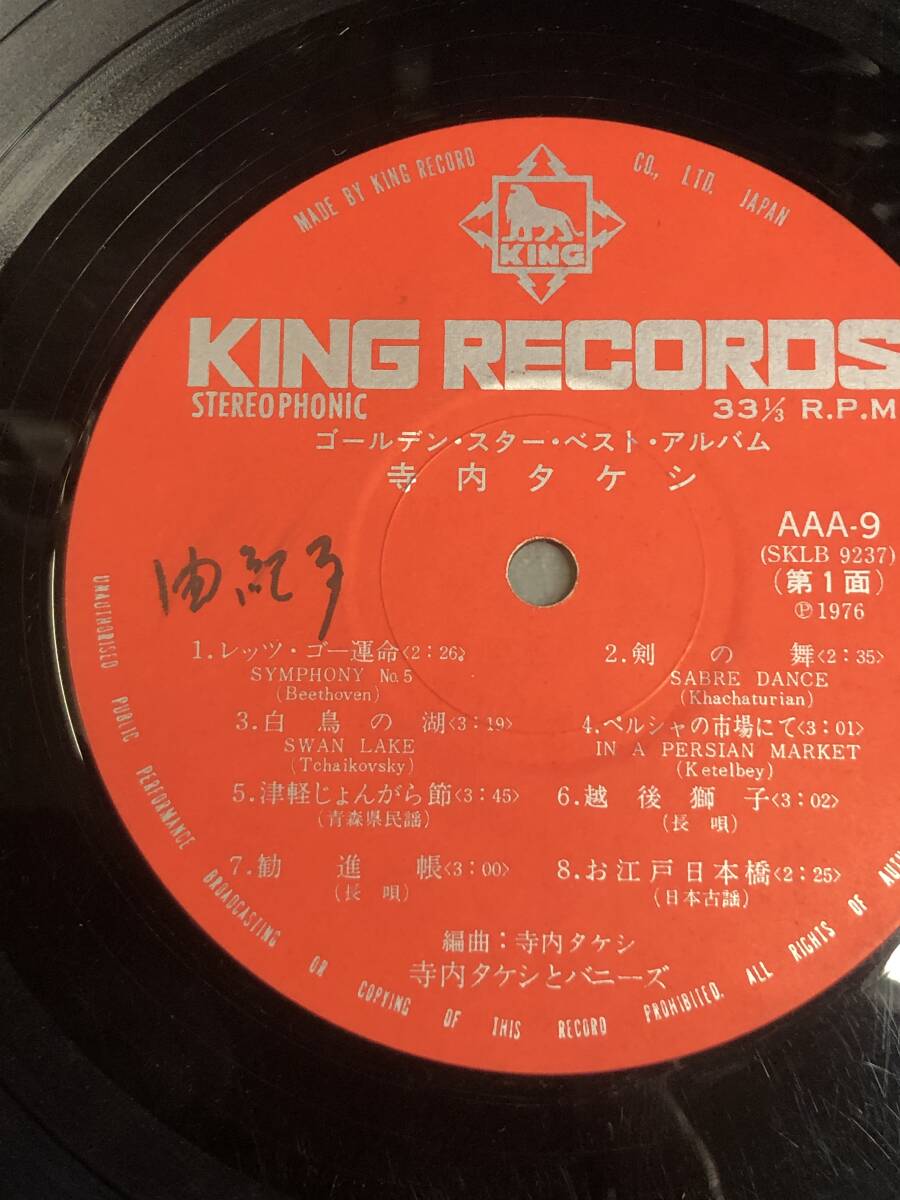 MADE BY KING RECORD CO., LTD. JAPAN
KING
KING RECORDS
STEREOPHONIC 33⅓ R.P.M
ゴールデン・スター・ベスト・アルバム
寺内タケシ
AAA-9
(SKLB 9237)
(第1面)
Ⓟ1976
由紀子
1.レッツ・ゴー運命<2:26>
SYMPHONY No.5
(Beethoven)
2.剣の舞<2:35>
SABRE DANCE
(Khachaturian)
3.白鳥の湖<3:19>
SWAN LAKE
(Tchaikovsky)
4.ペルシャの市場にて<3:01>
IN A PERSIAN MARKET
(Ketelbey)
5.津軽じょんがら節<3:45>
(青森県民謡)
6.越後獅子<3:02>
(長唄)
7.勧進帳<3:00>
(長唄)
8.お江戸日本橋<2:25>
(日本古謡)
編曲:寺内タケシ
寺内タケシとバニーズ
UNAUTHORISED PUBLIC PERFORMANCE BROADCASTING OR COPYING OF THIS RECORD PROHIBITED. ALL RIGHTS OF